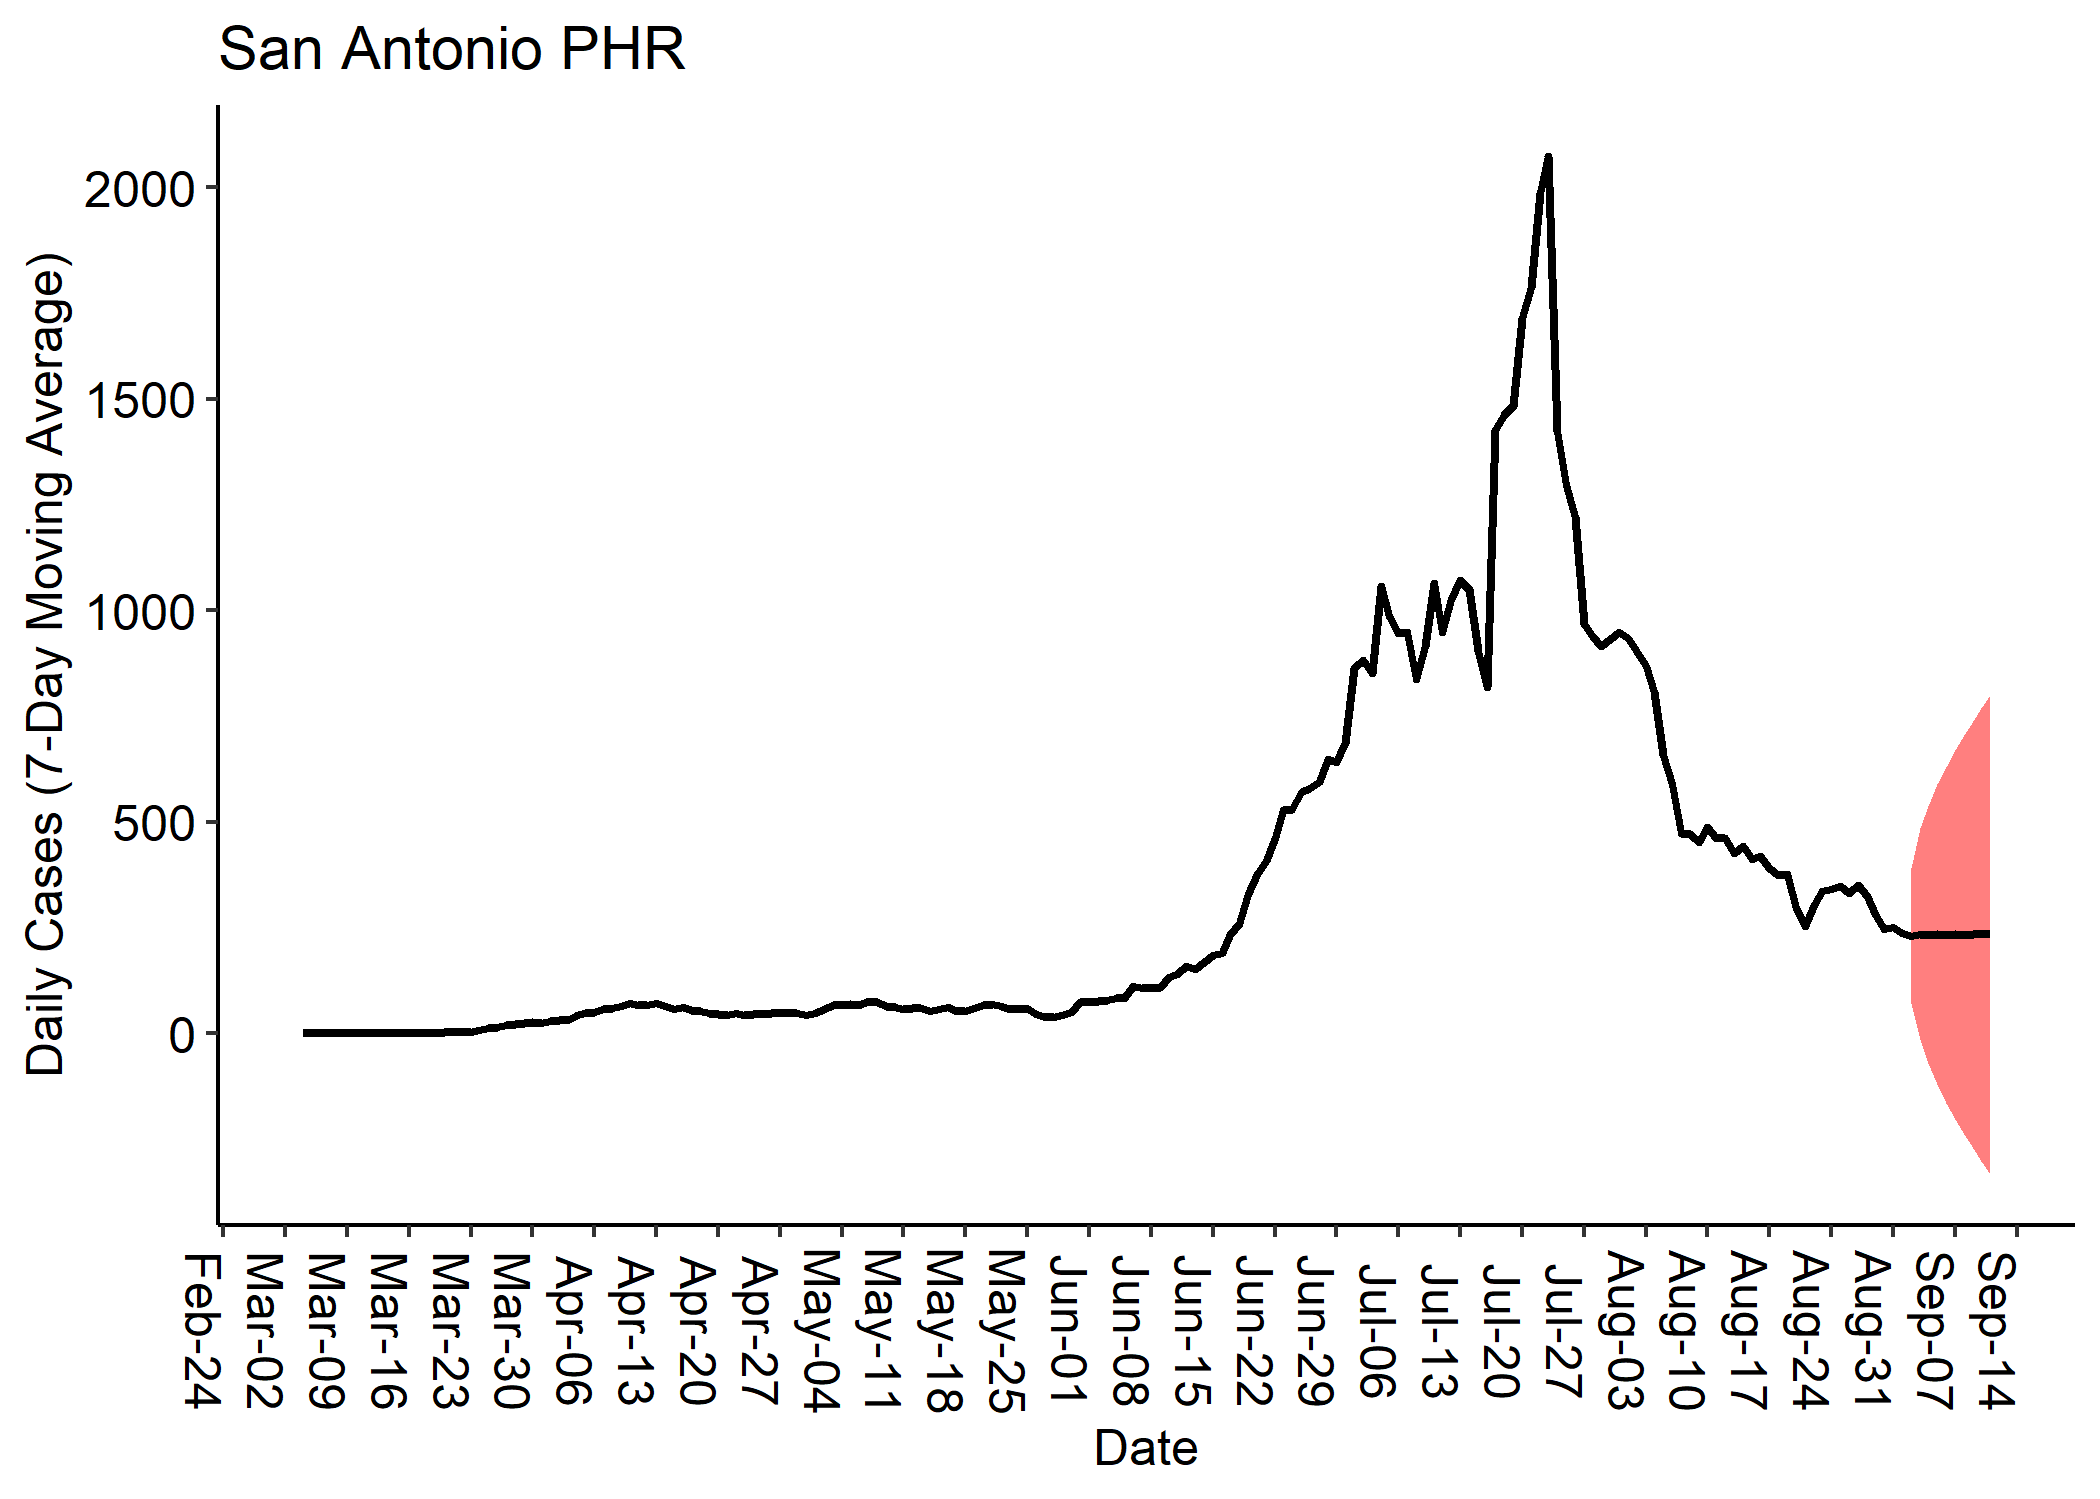 San Antonio PHR
Daily Cases (7-Day Moving Average)
2000
1500
1000
500
0
Feb-24
Mar-02
Mar-09
Mar-16
Mar-23
Mar-30
Apr-06
Apr-13
Apr-20
Apr-27
May-04
May-11
May-18
May-25
Jun-01
Jun-08
Jun-15
Jun-22
Jun-29
Jul-06
Jul-13
Jul-20
Jul-27
Aug-03
Aug-10
Aug-17
Aug-24
Aug-31
Sep-07
Sep-14
Date